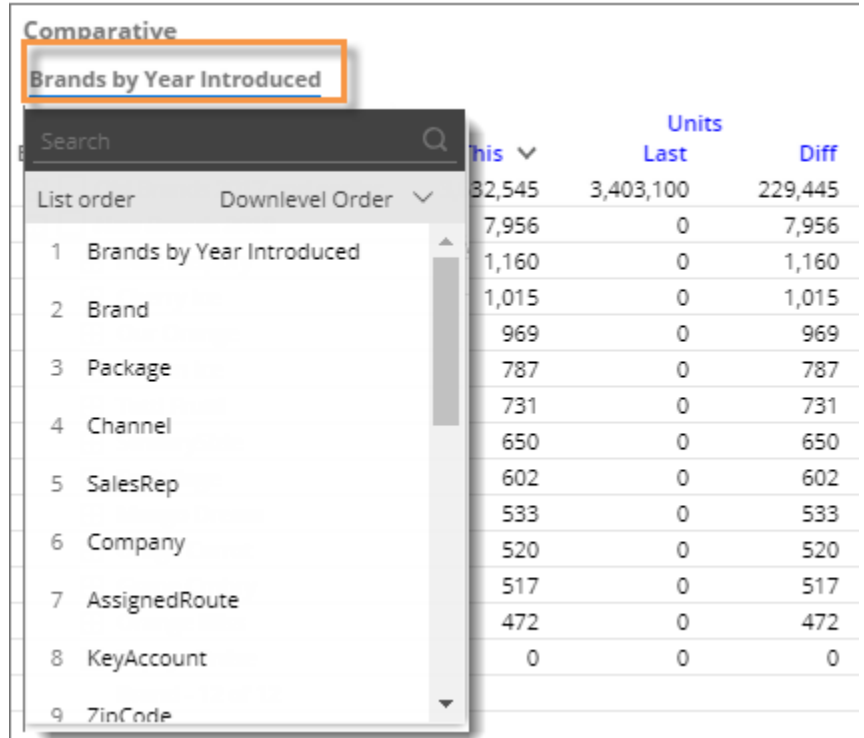 Comparative
Brands by Year Introduced
Units
Search
Last Diff
List order Downlevel Order
3,403,100 229,445
7,956 0 7,956
1 Brands by Year Introduced
1,160 0 1,160
1,015 0 1,015
2 Brand
969 0 969
3 Package
787 0 787
731 0 731
4 Channel
650 0 650
5 SalesRep
602 0 602
533 0 533
6 Company
520 0 520
7 AssignedRoute
517 0 517
472 0 472
8 KeyAccount
0 0 0
9 ZipCode